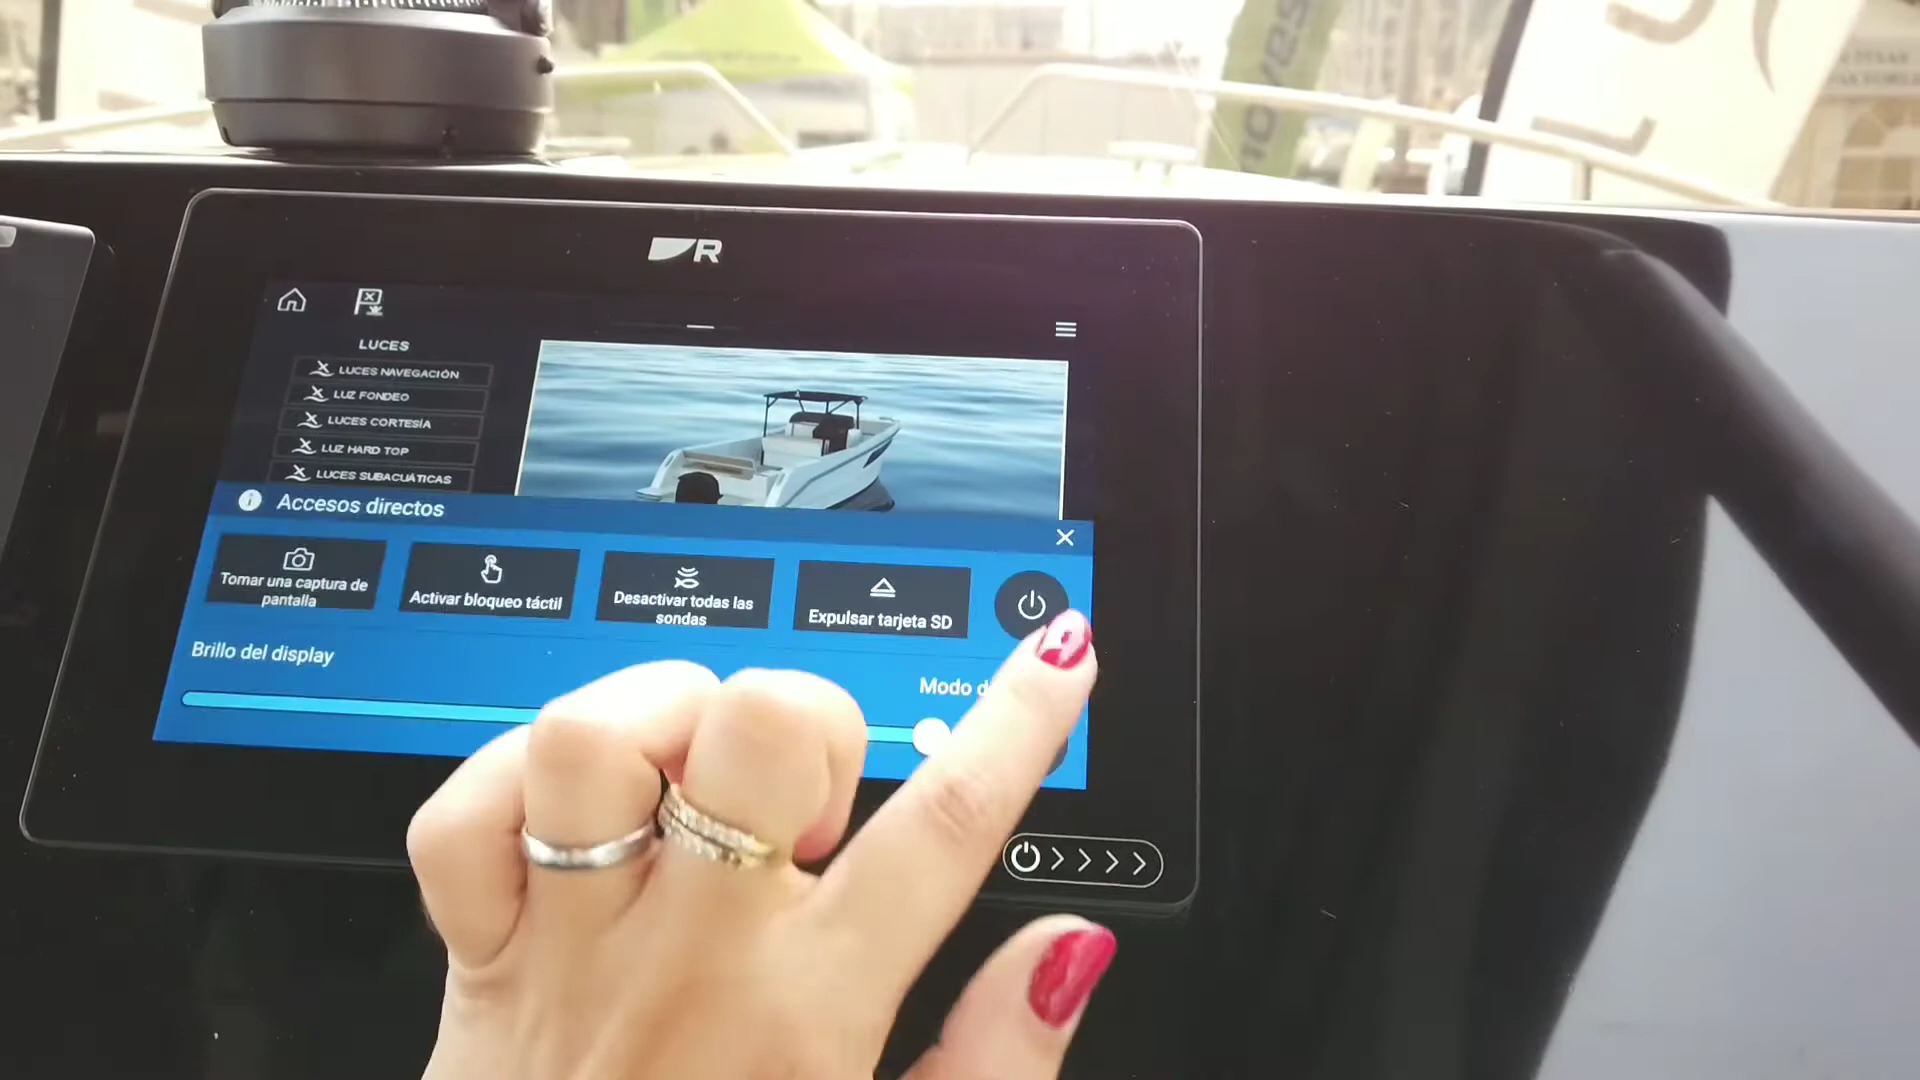 R
LUCES
LUCES NAVEGACIÓN
LUZ FONDEO
LUCES CORTESÍA
LUZ HARD TOP
LUCES SUBACUÁTICAS
Accesos directos
Tomar una captura de
pantalla
Activar bloqueo táctil
Desactivar todas las
sondas
Expulsar tarjeta SD
Brillo del display
Modo